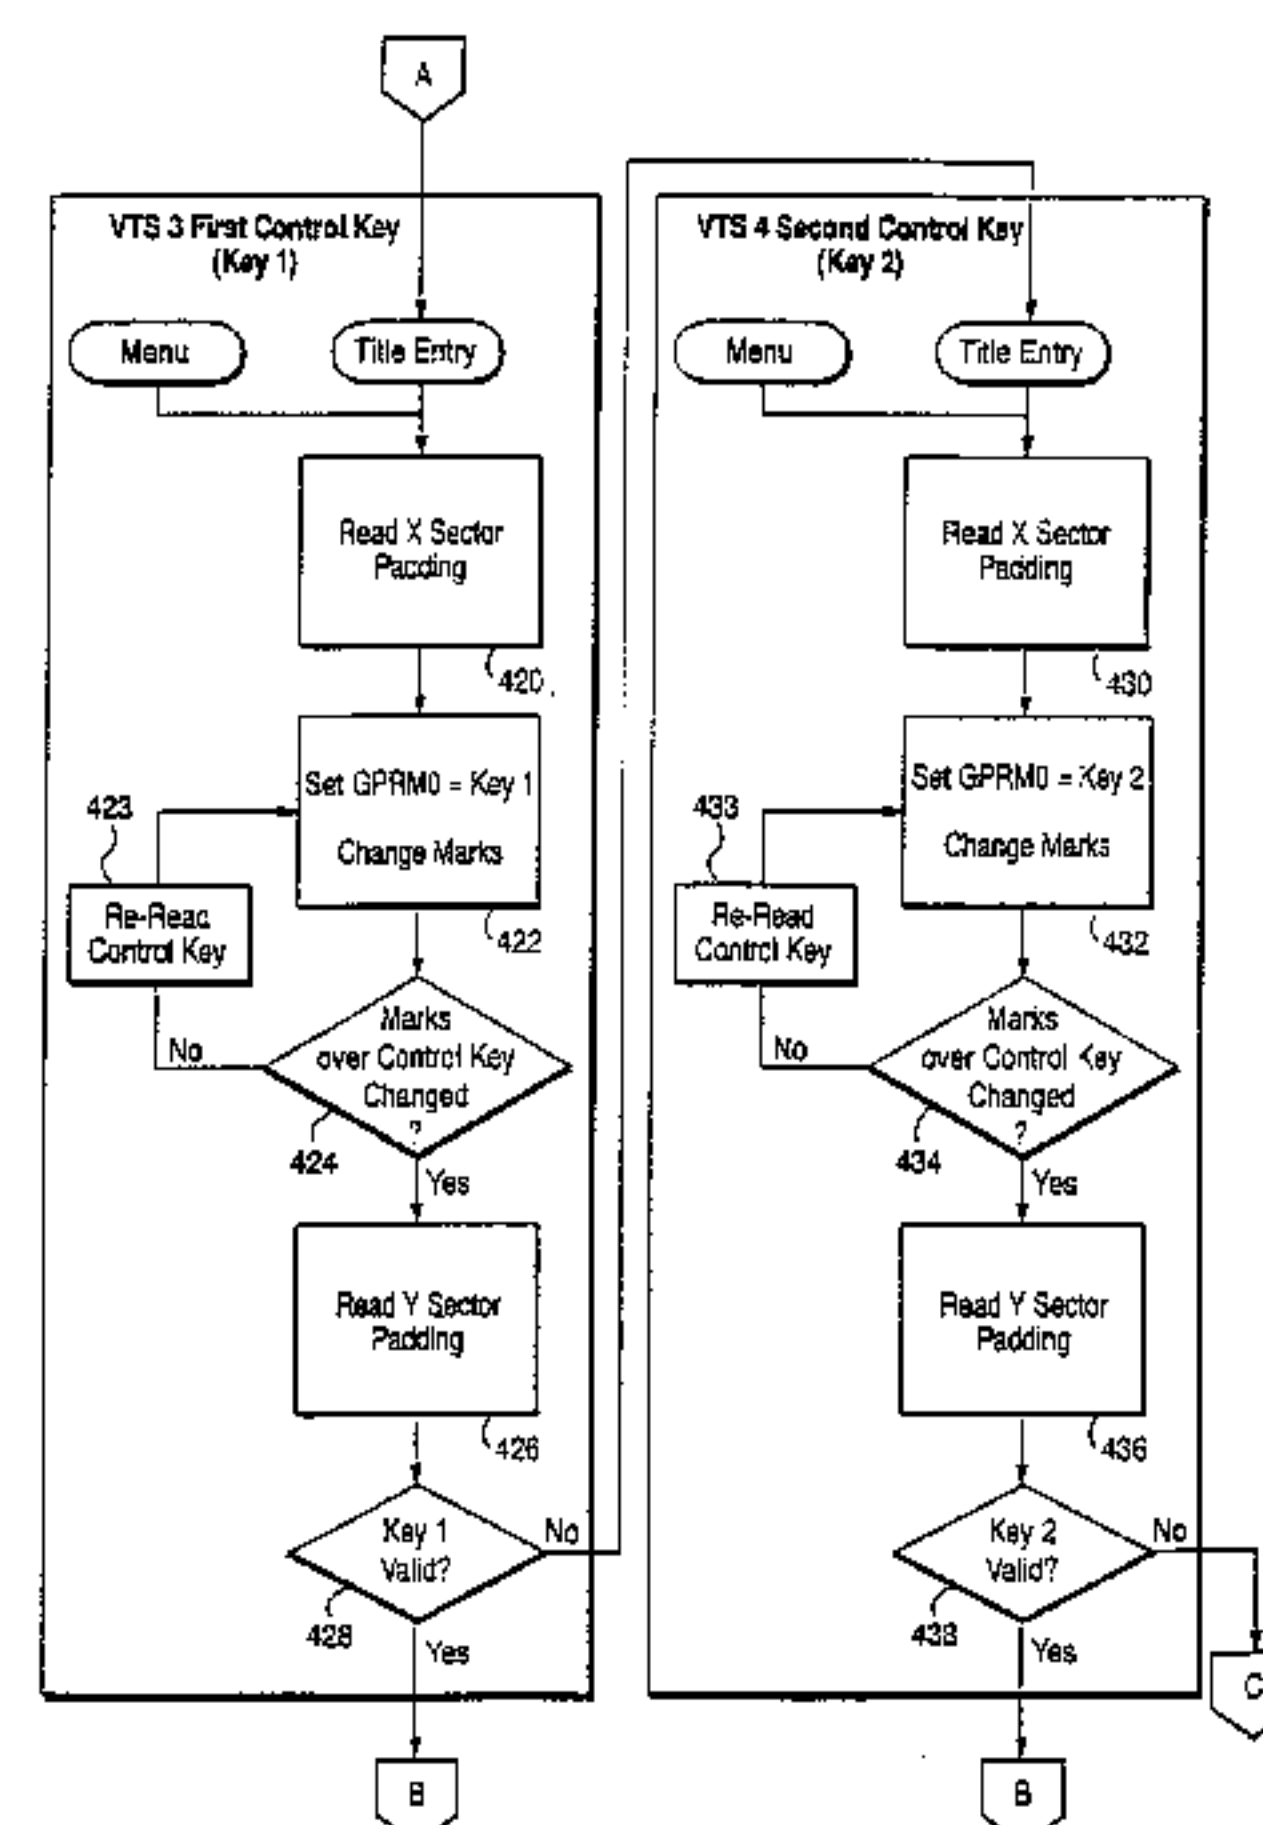 A
VTS 3 First Control Key
(Key 1)
Menu
Title Entry
Read X Sector
Padding
420
Set GPRM0 = Key 1
Change Marks
422
423
Re-Read
Control Key
Marks
over Control Key
Changed
?
No
424
Yes
Read Y Sector
Padding
426
Key 1
Valid?
No
428
Yes
B
VTS 4 Second Control Key
(Key 2)
Menu
Title Entry
Read X Sector
Padding
430
Set GPRM0 = Key 2
Change Marks
432
433
Re-Read
Control Key
Marks
over Control Key
Changed
?
No
434
Yes
Read Y Sector
Padding
436
Key 2
Valid?
No
438
Yes
B
C